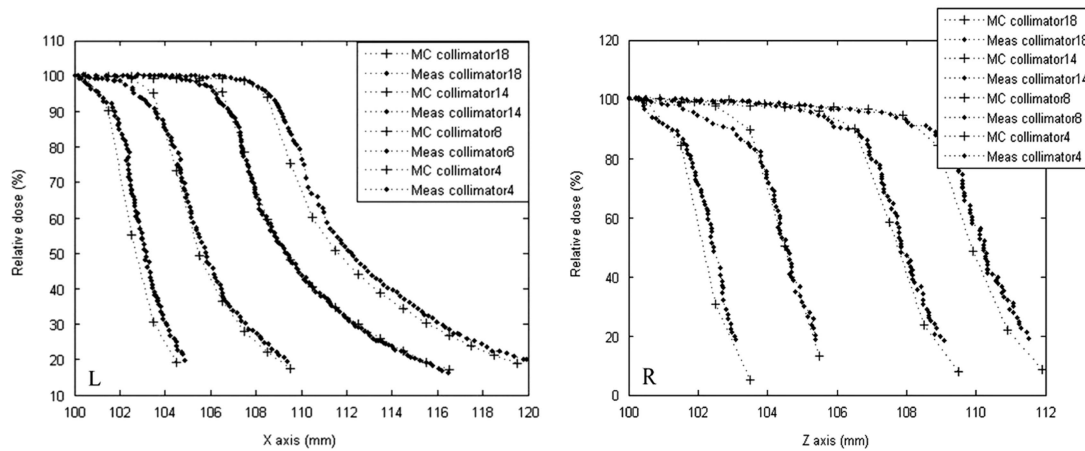 MC collimator18
Meas collimator18
MC collimator14
Meas collimator14
MC collimator8
Meas collimator8
MC collimator4
Meas collimator4
110
100
90
80
70
60
50
40
30
20
10
Relative dose (%)
L
100 102 104 106 108 110 112 114 116 118 120
X axis (mm)
MC collimator18
Meas collimator18
MC collimator14
Meas collimator14
MC collimator8
Meas collimator8
MC collimator4
Meas collimator4
120
100
80
60
40
20
0
Relative dose (%)
R
100 102 104 106 108 110 112
Z axis (mm)